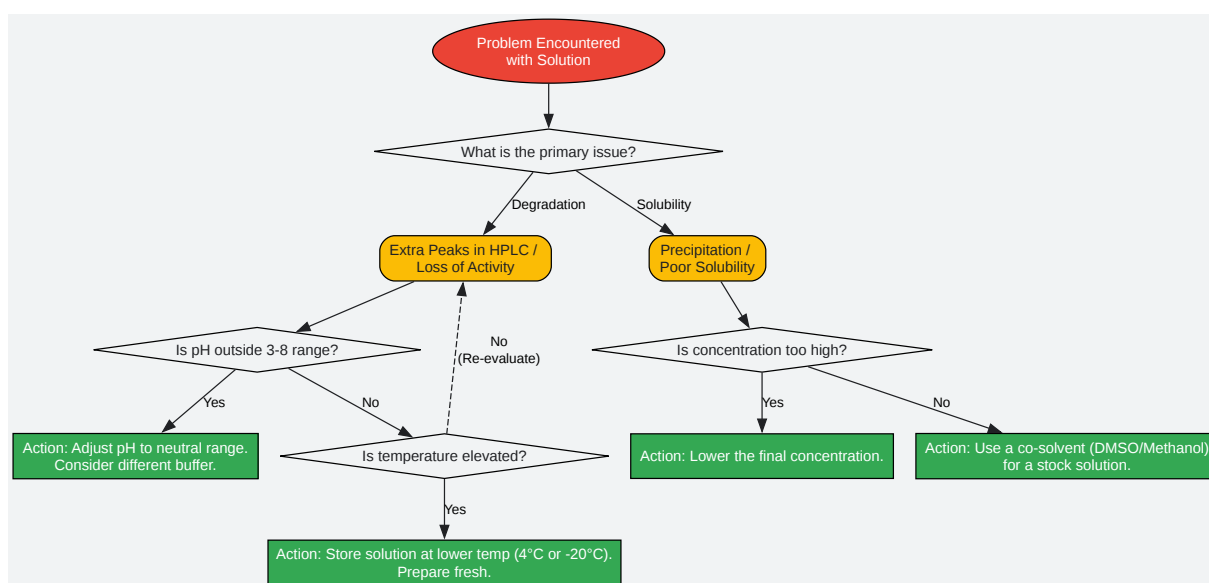 Problem Encountered
with Solution
What is the primary issue?
Degradation
Solubility
Extra Peaks in HPLC /
Loss of Activity
Precipitation /
Poor Solubility
No
(Re-evaluate)
Is pH outside 3-8 range?
Is concentration too high?
Yes
No
Yes
No
Action: Adjust pH to neutral range.
Consider different buffer.
Is temperature elevated?
Action: Lower the final concentration.
Action: Use a co-solvent (DMSO/Methanol)
for a stock solution.
Yes
Action: Store solution at lower temp (4°C or -20°C).
Prepare fresh.